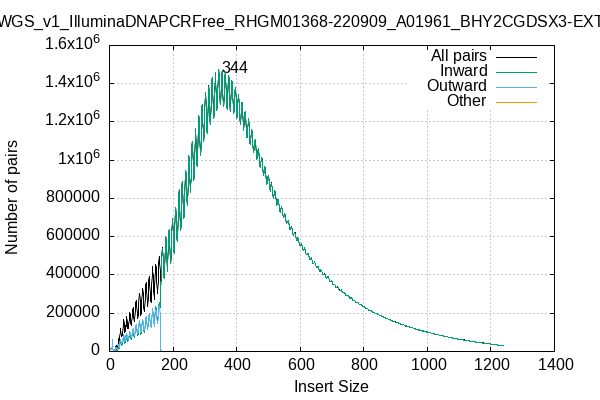 WGS_v1_IlluminaDNAPCRFree_RHGM01368-220909_A01961_BHY2CGDSX3-EXT
1.6x10^6
1.4x10^6
1.2x10^6
1x10^6
800000
600000
400000
200000
0
Number of pairs
344
All pairs
Inward
Outward
Other
0 200 400 600 800 1000 1200 1400
Insert Size